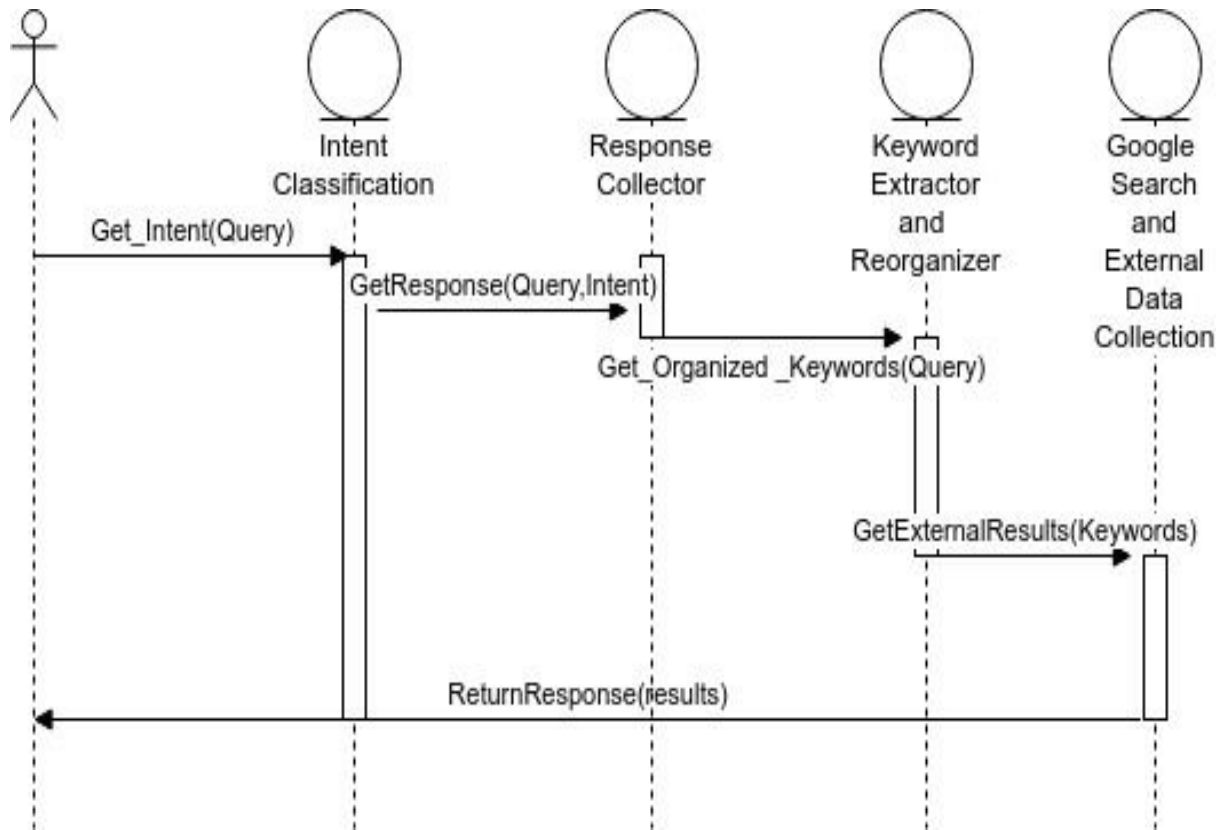 Intent
Classification
Response
Collector
Keyword
Extractor
and
Reorganizer
Google
Search
and
External
Data
Collection
Get_Intent(Query)
GetResponse(Query,Intent)
Get_Organized _Keywords(Query)
GetExternalResults(Keywords)
ReturnResponse(results)